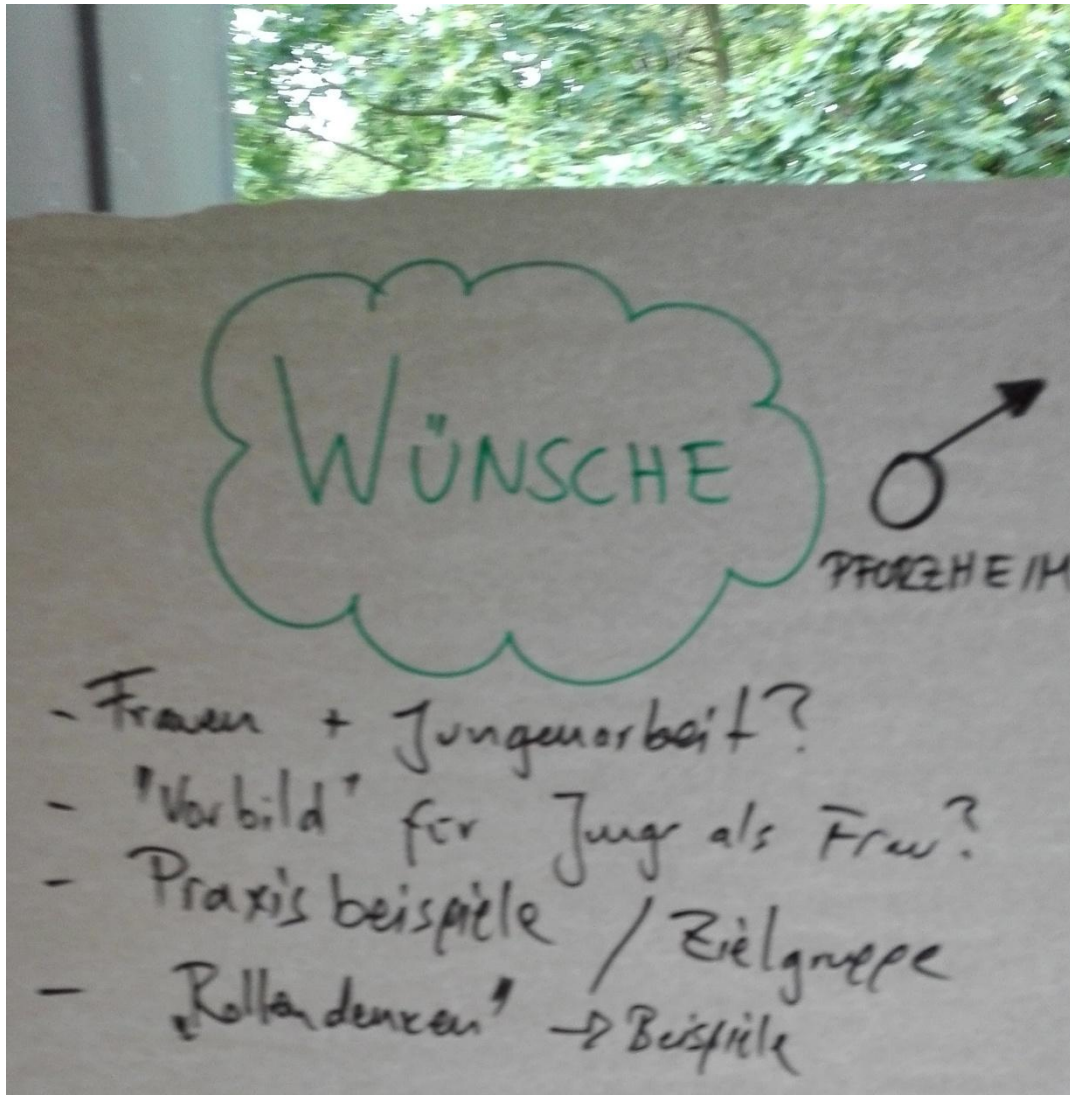 WÜNSCHE
PFORZHEIM
- Frauen + Jungenarbeit?
- "Vorbild" für Jungs als Frau?
- Praxisbeispiele / Zielgruppe
- „Rollendenken" → Beispiele